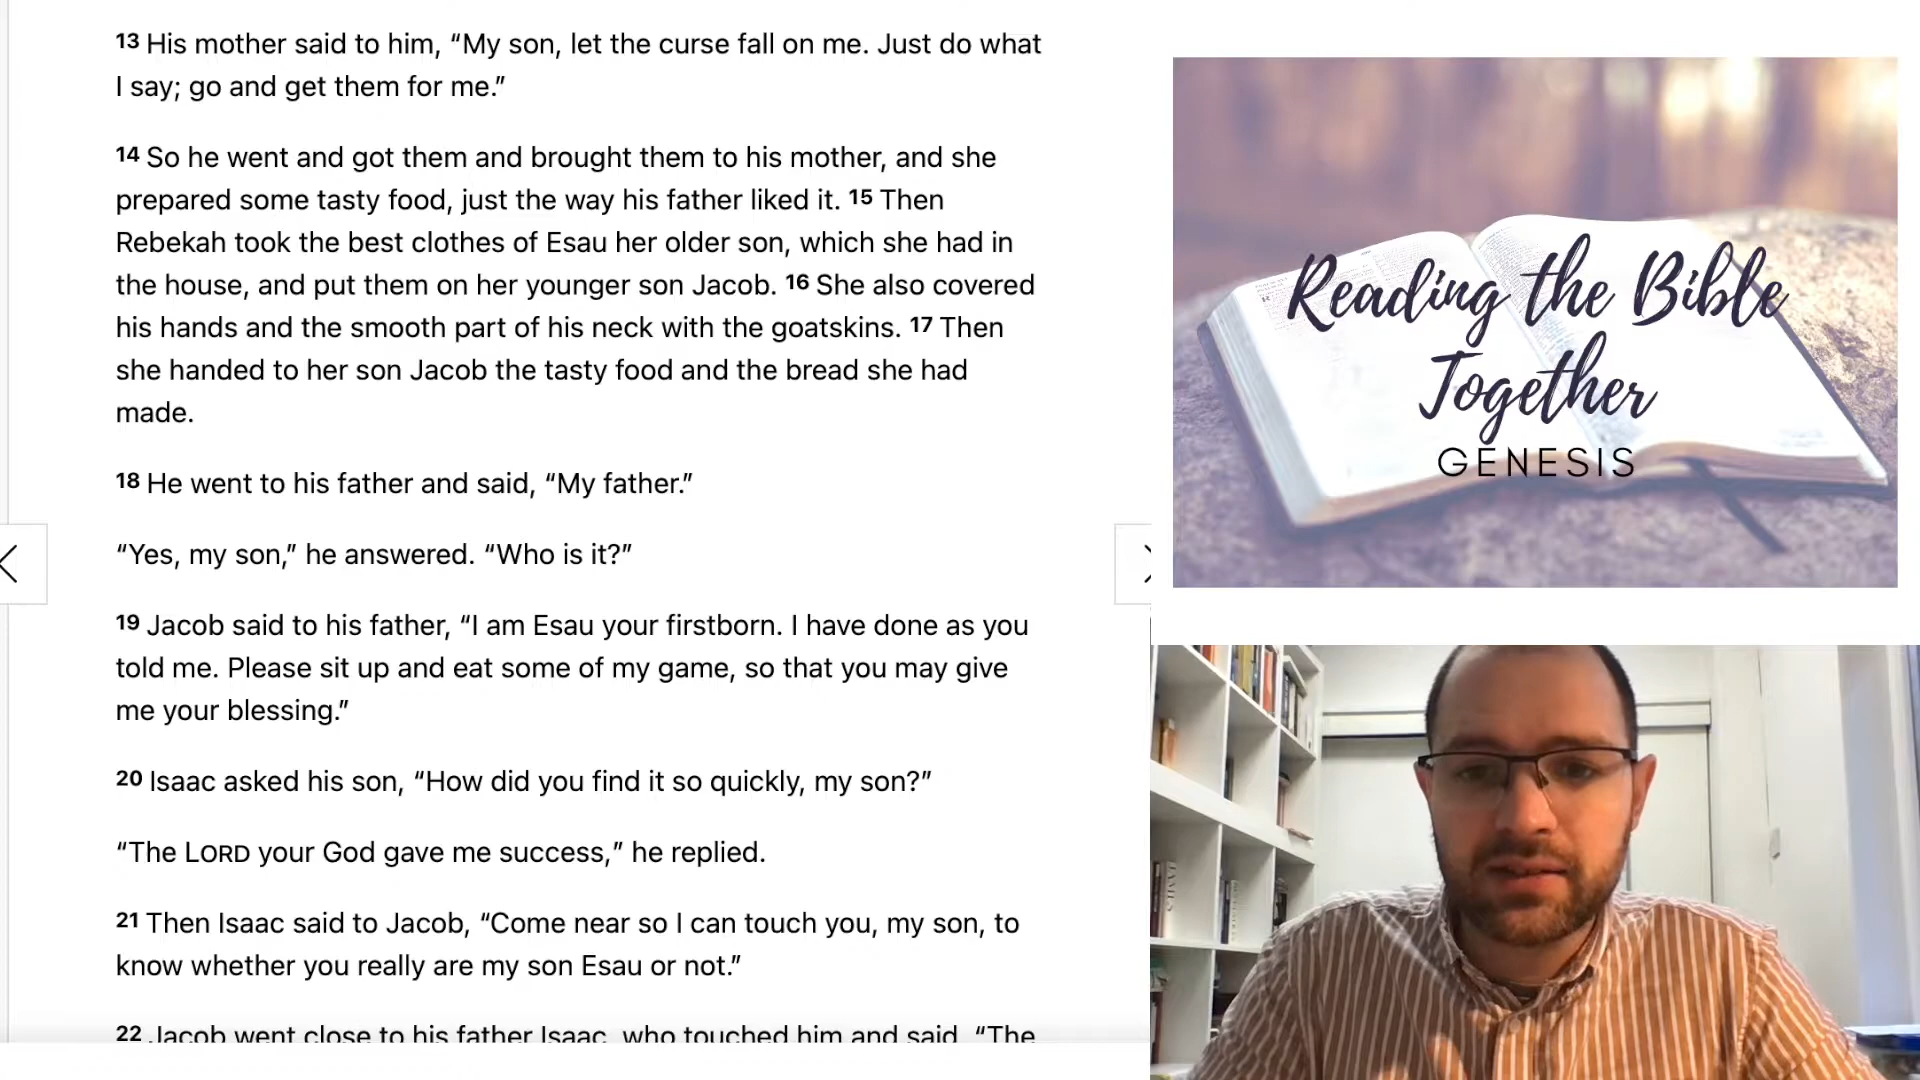 13 His mother said to him, “My son, let the curse fall on me. Just do what
I say; go and get them for me.”
14 So he went and got them and brought them to his mother, and she
prepared some tasty food, just the way his father liked it. 15 Then
Rebekah took the best clothes of Esau her older son, which she had in
the house, and put them on her younger son Jacob. 16 She also covered
his hands and the smooth part of his neck with the goatskins. 17 Then
she handed to her son Jacob the tasty food and the bread she had
made.
18 He went to his father and said, “My father.”
“Yes, my son,” he answered. “Who is it?”
19 Jacob said to his father, “I am Esau your firstborn. I have done as you
told me. Please sit up and eat some of my game, so that you may give
me your blessing.”
20 Isaac asked his son, “How did you find it so quickly, my son?”
“The LORD your God gave me success,” he replied.
21 Then Isaac said to Jacob, “Come near so I can touch you, my son, to
know whether you really are my son Esau or not.”
22 Jacob went close to his father Isaac, who touched him and said, “The
Reading the Bible
Together
GENESIS